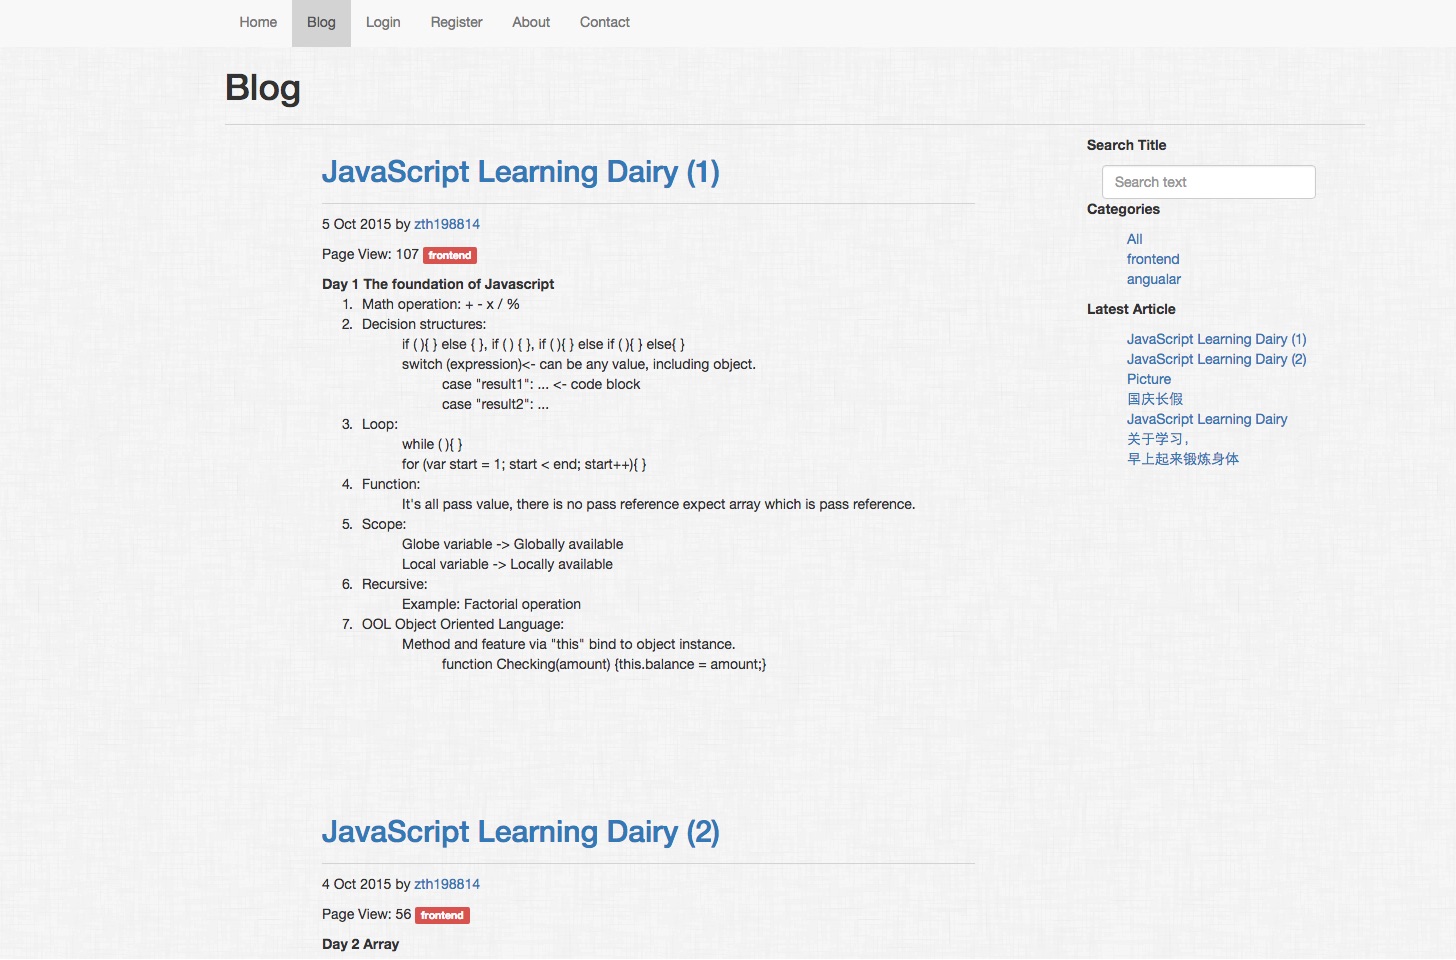 Home Blog Login Register About Contact
Blog
JavaScript Learning Dairy (1)
5 Oct 2015 by zth198814
Page View: 107 frontend
Day 1 The foundation of Javascript
1. Math operation: + - x / %
2. Decision structures:
if ( ){ } else { }, if ( ) { }, if ( ){ } else if ( ){ } else{ }
switch (expression)<- can be any value, including object.
case "result1": ... <- code block
case "result2": ...
3. Loop:
while ( ){ }
for (var start = 1; start < end; start++){ }
4. Function:
It's all pass value, there is no pass reference expect array which is pass reference.
5. Scope:
Globe variable -> Globally available
Local variable -> Locally available
6. Recursive:
Example: Factorial operation
7. OOL Object Oriented Language:
Method and feature via "this" bind to object instance.
function Checking(amount) {this.balance = amount;}
JavaScript Learning Dairy (2)
4 Oct 2015 by zth198814
Page View: 56 frontend
Day 2 Array
Search Title
Search text
Categories
All
frontend
angualar
Latest Article
JavaScript Learning Dairy (1)
JavaScript Learning Dairy (2)
Picture
国庆长假
JavaScript Learning Dairy
关于学习，
早上起来锻炼身体